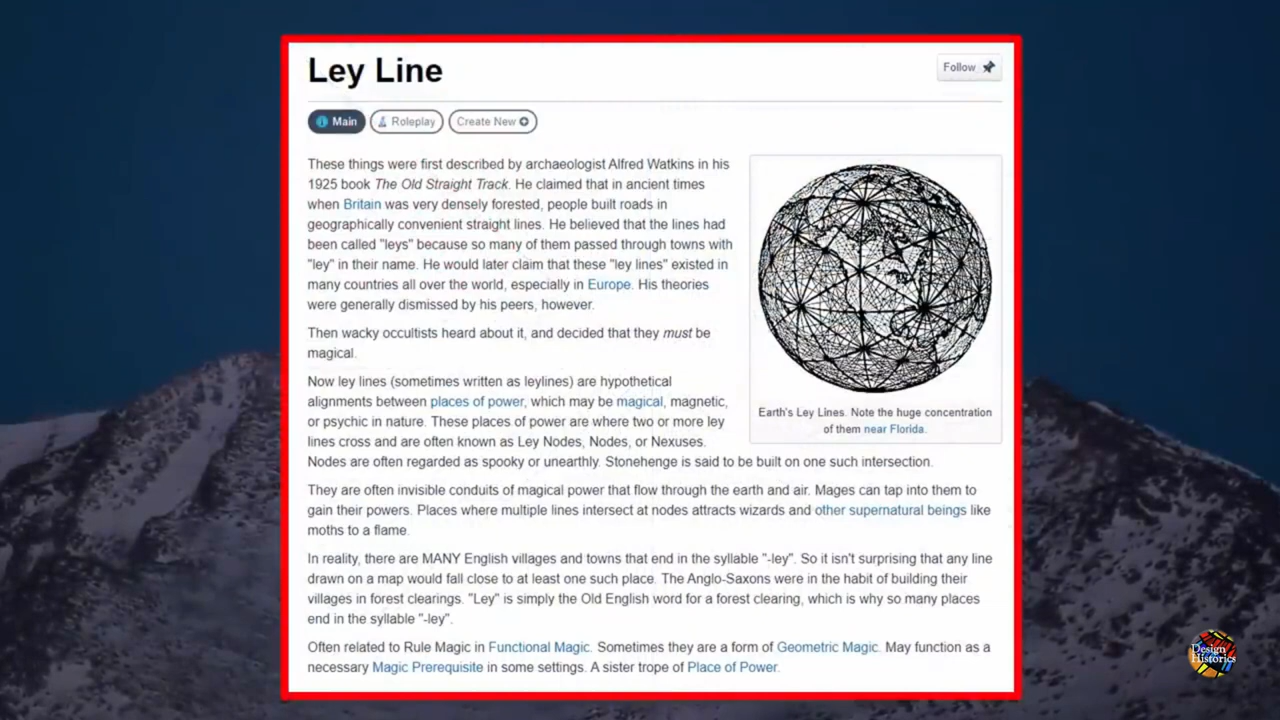 Ley Line
Follow
Main
Roleplay
Create New
These things were first described by archaeologist Alfred Watkins in his
1925 book The Old Straight Track. He claimed that in ancient times
when Britain was very densely forested, people built roads in
geographically convenient straight lines. He believed that the lines had
been called "leys" because so many of them passed through towns with
"ley" in their name. He would later claim that these "ley lines" existed in
many countries all over the world, especially in Europe. His theories
were generally dismissed by his peers, however.
Then wacky occultists heard about it, and decided that they must be
magical.
Now ley lines (sometimes written as leylines) are hypothetical
alignments between places of power, which may be magical, magnetic,
or psychic in nature. These places of power are where two or more ley
lines cross and are often known as Ley Nodes, Nodes, or Nexuses.
Nodes are often regarded as spooky or unearthly. Stonehenge is said to be built on one such intersection.
Earth's Ley Lines. Note the huge concentration
of them near Florida.
They are often invisible conduits of magical power that flow through the earth and air. Mages can tap into them to
gain their powers. Places where multiple lines intersect at nodes attracts wizards and other supernatural beings like
moths to a flame.
In reality, there are MANY English villages and towns that end in the syllable "-ley". So it isn't surprising that any line
drawn on a map would fall close to at least one such place. The Anglo-Saxons were in the habit of building their
villages in forest clearings. "Ley" is simply the Old English word for a forest clearing, which is why so many places
end in the syllable "-ley".
Often related to Rule Magic in Functional Magic. Sometimes they are a form of Geometric Magic. May function as a
necessary Magic Prerequisite in some settings. A sister trope of Place of Power.
Design
Historics